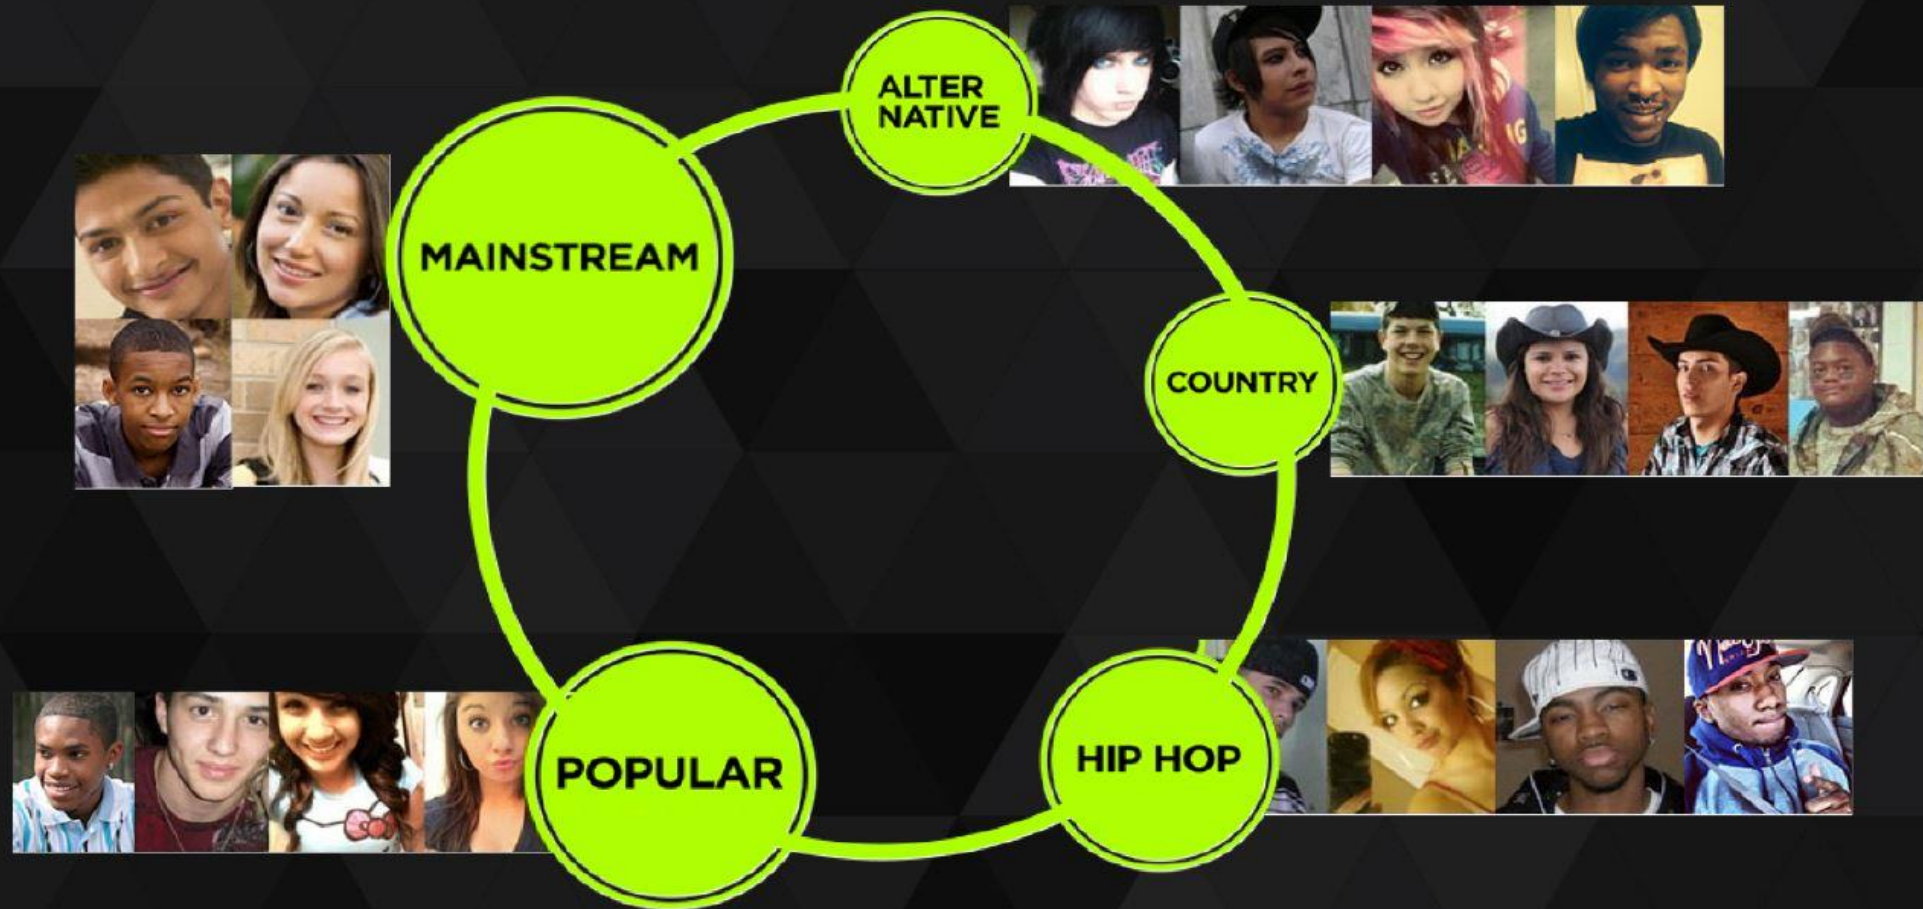 ALTER
NATIVE
MAINSTREAM
COUNTRY
HIP HOP
POPULAR